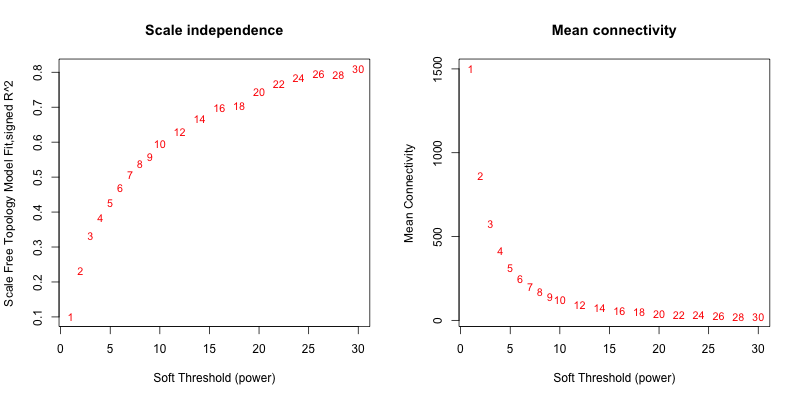 Scale independence
Scale Free Topology Model Fit,signed R^2
0.1 0.2 0.3 0.4 0.5 0.6 0.7 0.8
1 2 3 4 5 6 7 8 9 10 12 14 16 18 20 22 24 26 28 30
0 5 10 15 20 25 30
Soft Threshold (power)
Mean connectivity
Mean Connectivity
0 500 1000 1500
1 2 3 4 5 6 7 8 9 10 12 14 16 18 20 22 24 26 28 30
0 5 10 15 20 25 30
Soft Threshold (power)